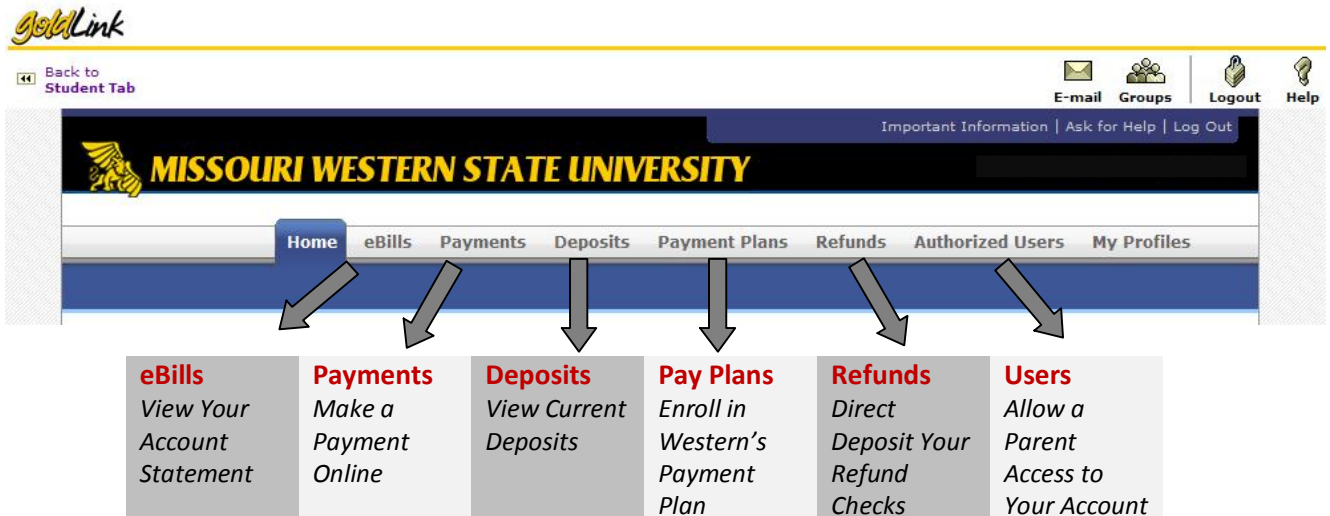 goldLink
Back to
Student Tab
E-mail Groups Logout Help
Important Information | Ask for Help | Log Out
MISSOURI WESTERN STATE UNIVERSITY
Home eBills Payments Deposits Payment Plans Refunds Authorized Users My Profiles
eBills
View Your
Account
Statement
Payments
Make a
Payment
Online
Deposits
View Current
Deposits
Pay Plans
Enroll in
Western’s
Payment
Plan
Refunds
Direct
Deposit Your
Refund
Checks
Users
Allow a
Parent
Access to
Your Account